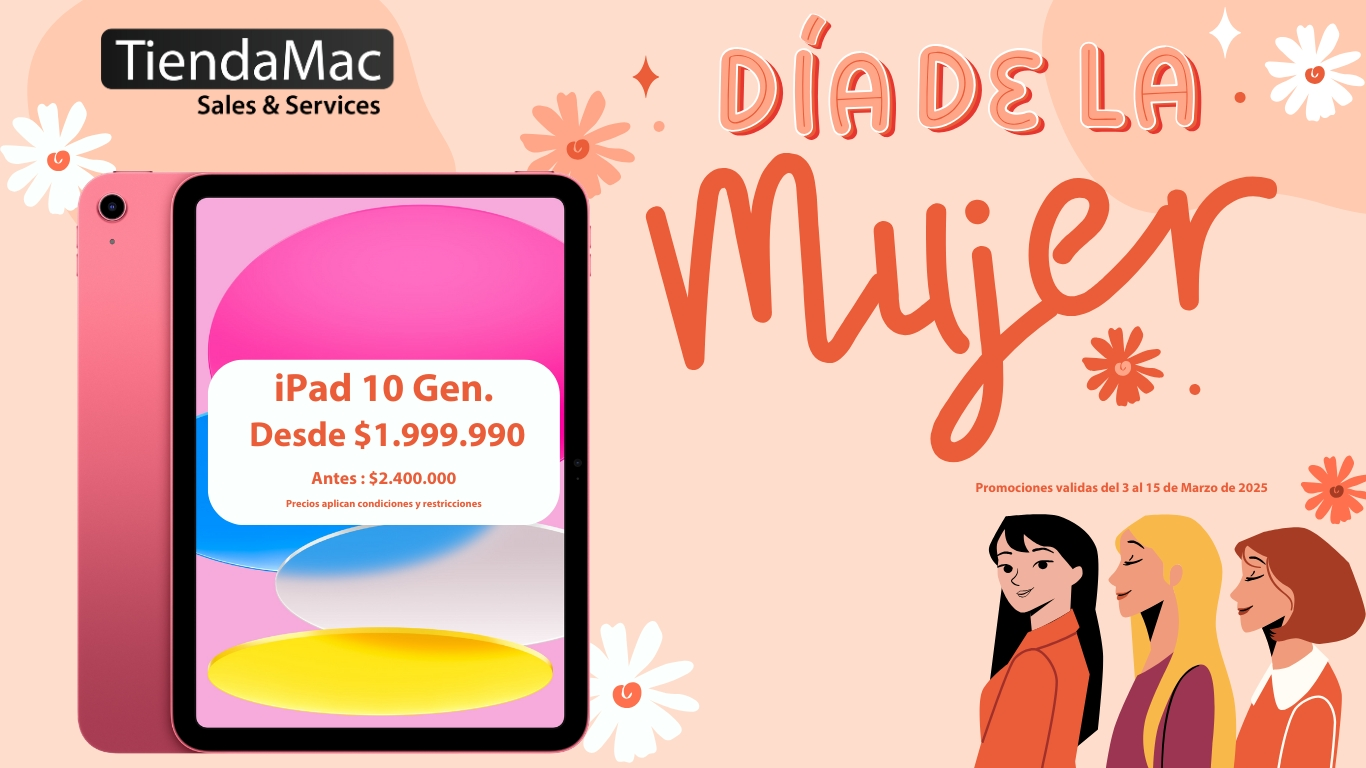 TiendaMac
Sales & Services
DÍA DE LA
Mujer
iPad 10 Gen.
Desde $1.999.990
Antes : $2.400.000
Precios aplican condiciones y restricciones
Promociones validas del 3 al 15 de Marzo de 2025